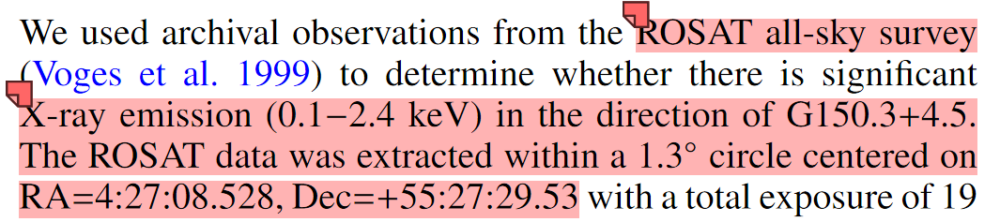 We used archival observations from the ROSAT all-sky survey
(Voges et al. 1999) to determine whether there is significant
X-ray emission (0.1−2.4 keV) in the direction of G150.3+4.5.
The ROSAT data was extracted within a 1.3° circle centered on
RA=4:27:08.528, Dec=+55:27:29.53 with a total exposure of 19